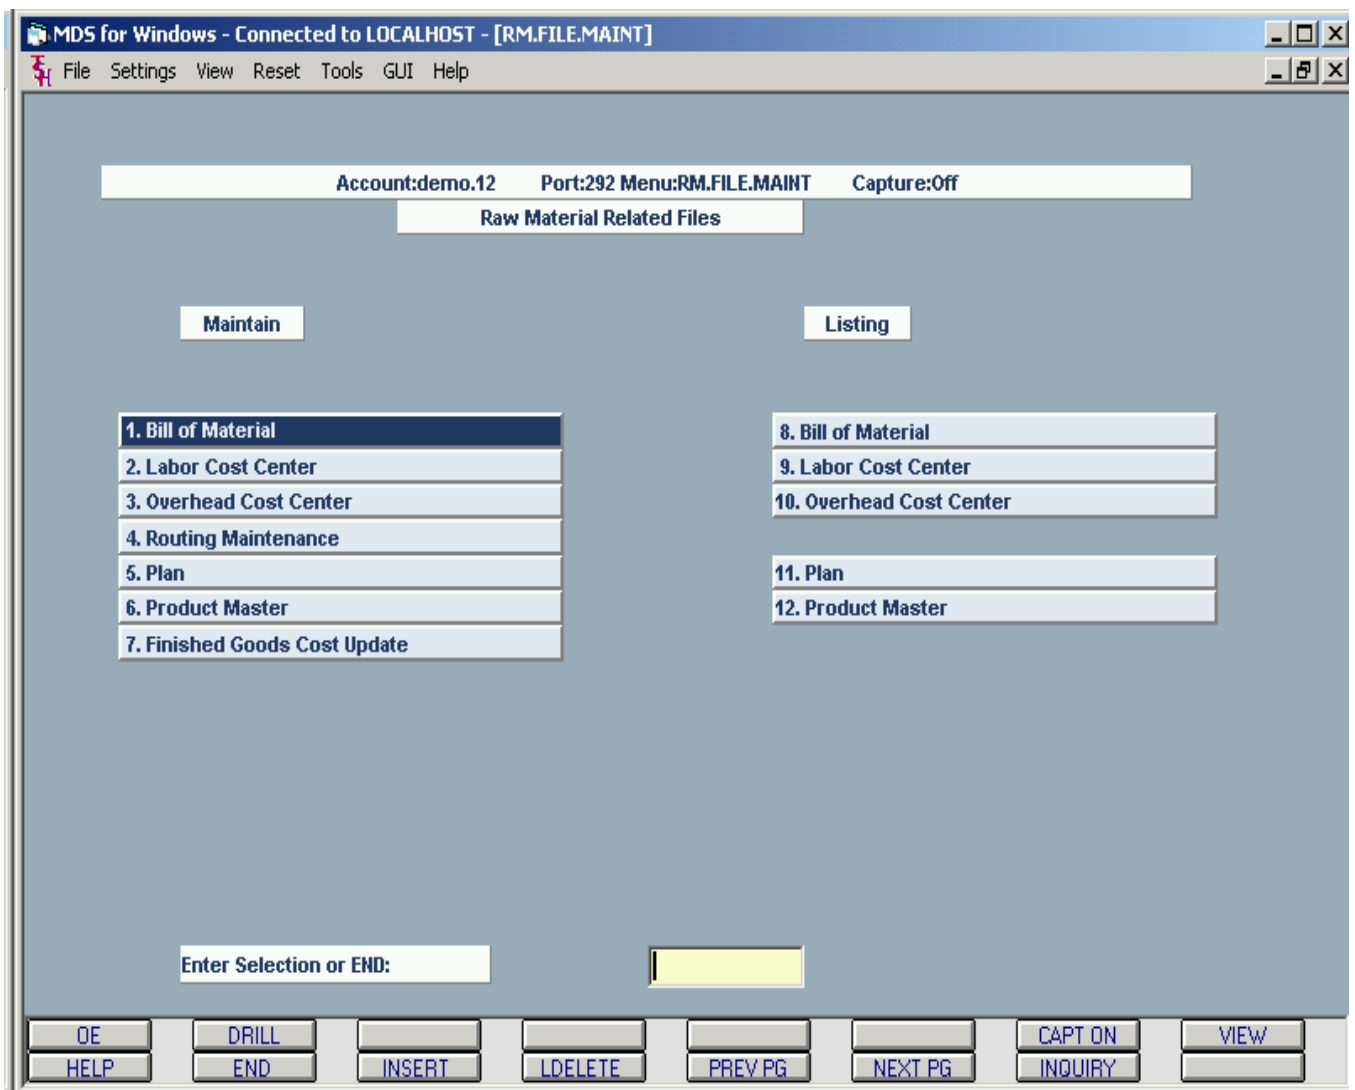 MDS for Windows - Connected to LOCALHOST - [RM.FILE.MAINT]
File Settings View Reset Tools GUI Help
Account:demo.12 Port:292 Menu:RM.FILE.MAINT Capture:Off
Raw Material Related Files
Maintain Listing
1. Bill of Material 8. Bill of Material
2. Labor Cost Center 9. Labor Cost Center
3. Overhead Cost Center 10. Overhead Cost Center
4. Routing Maintenance
5. Plan 11. Plan
6. Product Master 12. Product Master
7. Finished Goods Cost Update
Enter Selection or END:
OE DRILL CAPT ON VIEW
HELP END INSERT LDELETE PREV PG NEXT PG INQUIRY